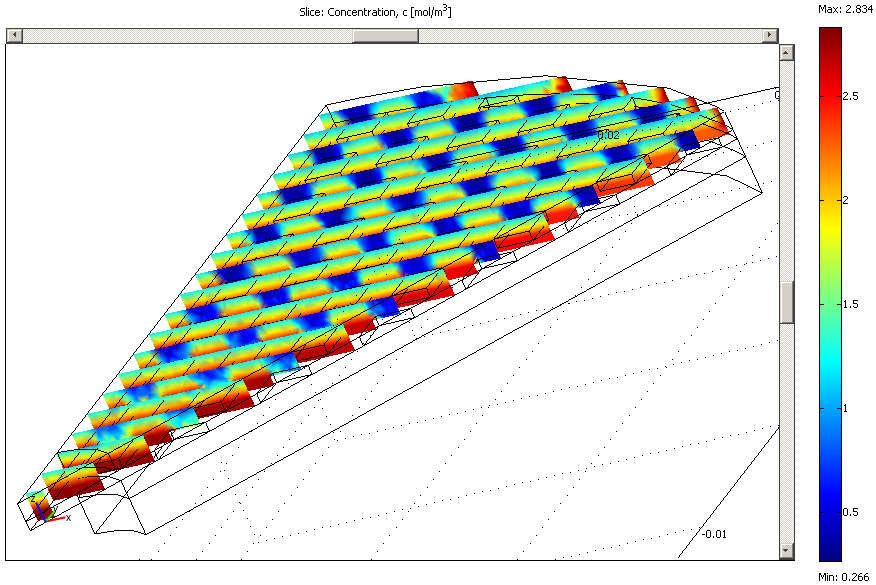 Slice: Concentration, c [mol/m³]
Max: 2.834
2.5
0.02
2
1.5
1
0.5
-0.01
z
y
x
Min: 0.266